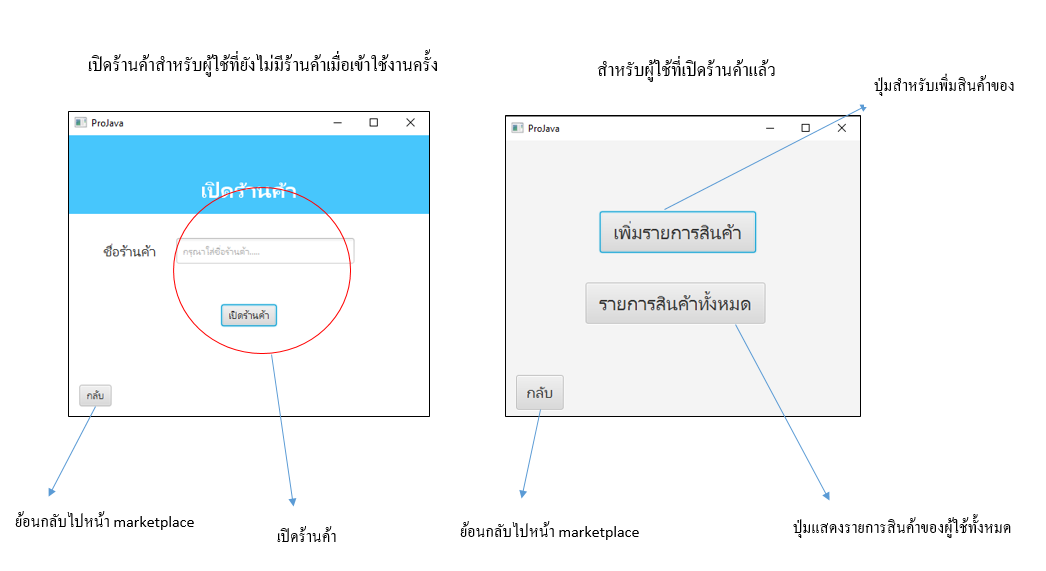 เปิดร้านค้าสำหรับผู้ใช้ที่ยังไม่มีร้านค้าเมื่อเข้าใช้งานครั้ง
สำหรับผู้ใช้ที่เปิดร้านค้าแล้ว
ปุ่มสำหรับเพิ่มสินค้าของ
ProJava
เปิดร้านค้า
ชื่อร้านค้า
กรุณาใส่ชื่อร้านค้า.....
เปิดร้านค้า
กลับ
ProJava
เพิ่มรายการสินค้า
รายการสินค้าทั้งหมด
กลับ
ย้อนกลับไปหน้า marketplace
เปิดร้านค้า
ย้อนกลับไปหน้า marketplace
ปุ่มแสดงรายการสินค้าของผู้ใช้ทั้งหมด